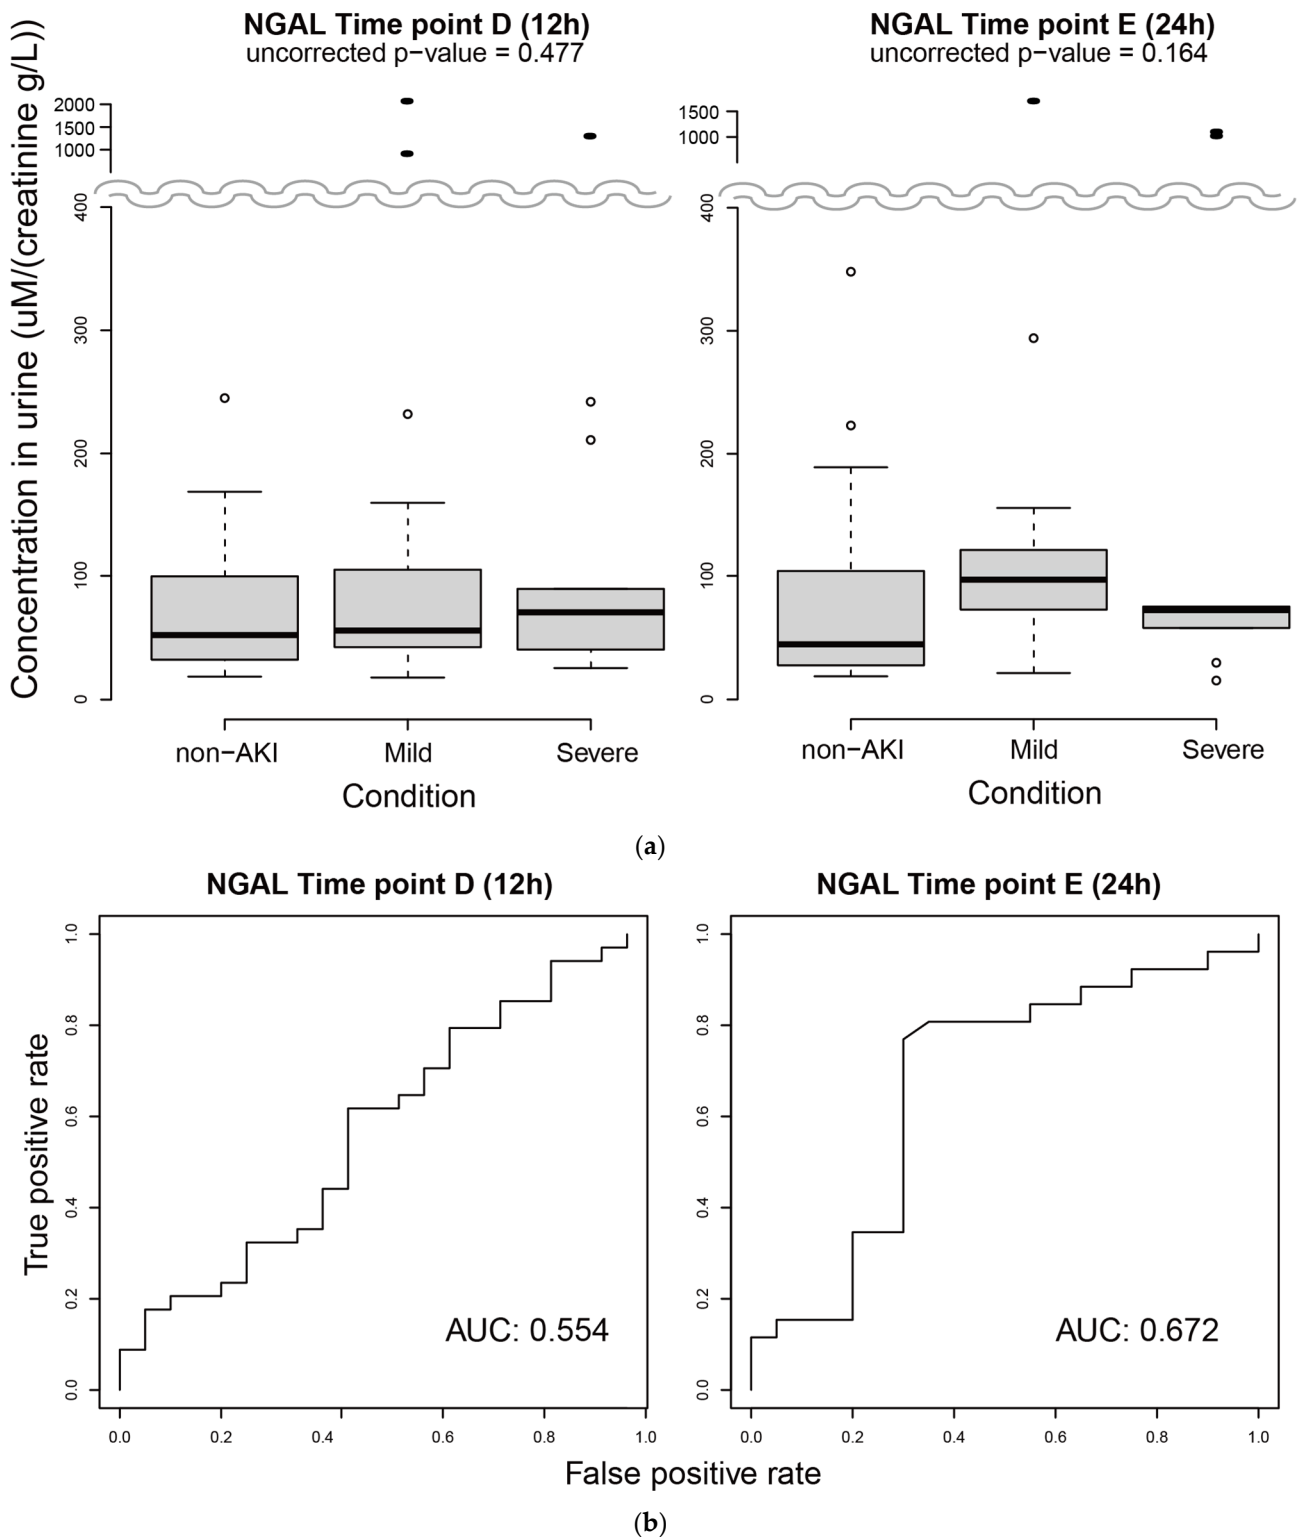 NGAL Time point D (12h)
uncorrected p−value = 0.477
NGAL Time point E (24h)
uncorrected p−value = 0.164
Concentration in urine (uM/(creatinine g/L))
2000
1500
1000
400
300
200
100
0
non−AKI
Mild
Severe
Condition
1500
1000
400
300
200
100
0
non−AKI
Mild
Severe
Condition
(a)
NGAL Time point D (12h)
NGAL Time point E (24h)
True positive rate
1.0
0.8
0.6
0.4
0.2
0.0
AUC: 0.554
0.0
0.2
0.4
0.6
0.8
1.0
1.0
0.8
0.6
0.4
0.2
0.0
AUC: 0.672
0.0
0.2
0.4
0.6
0.8
1.0
False positive rate
(b)